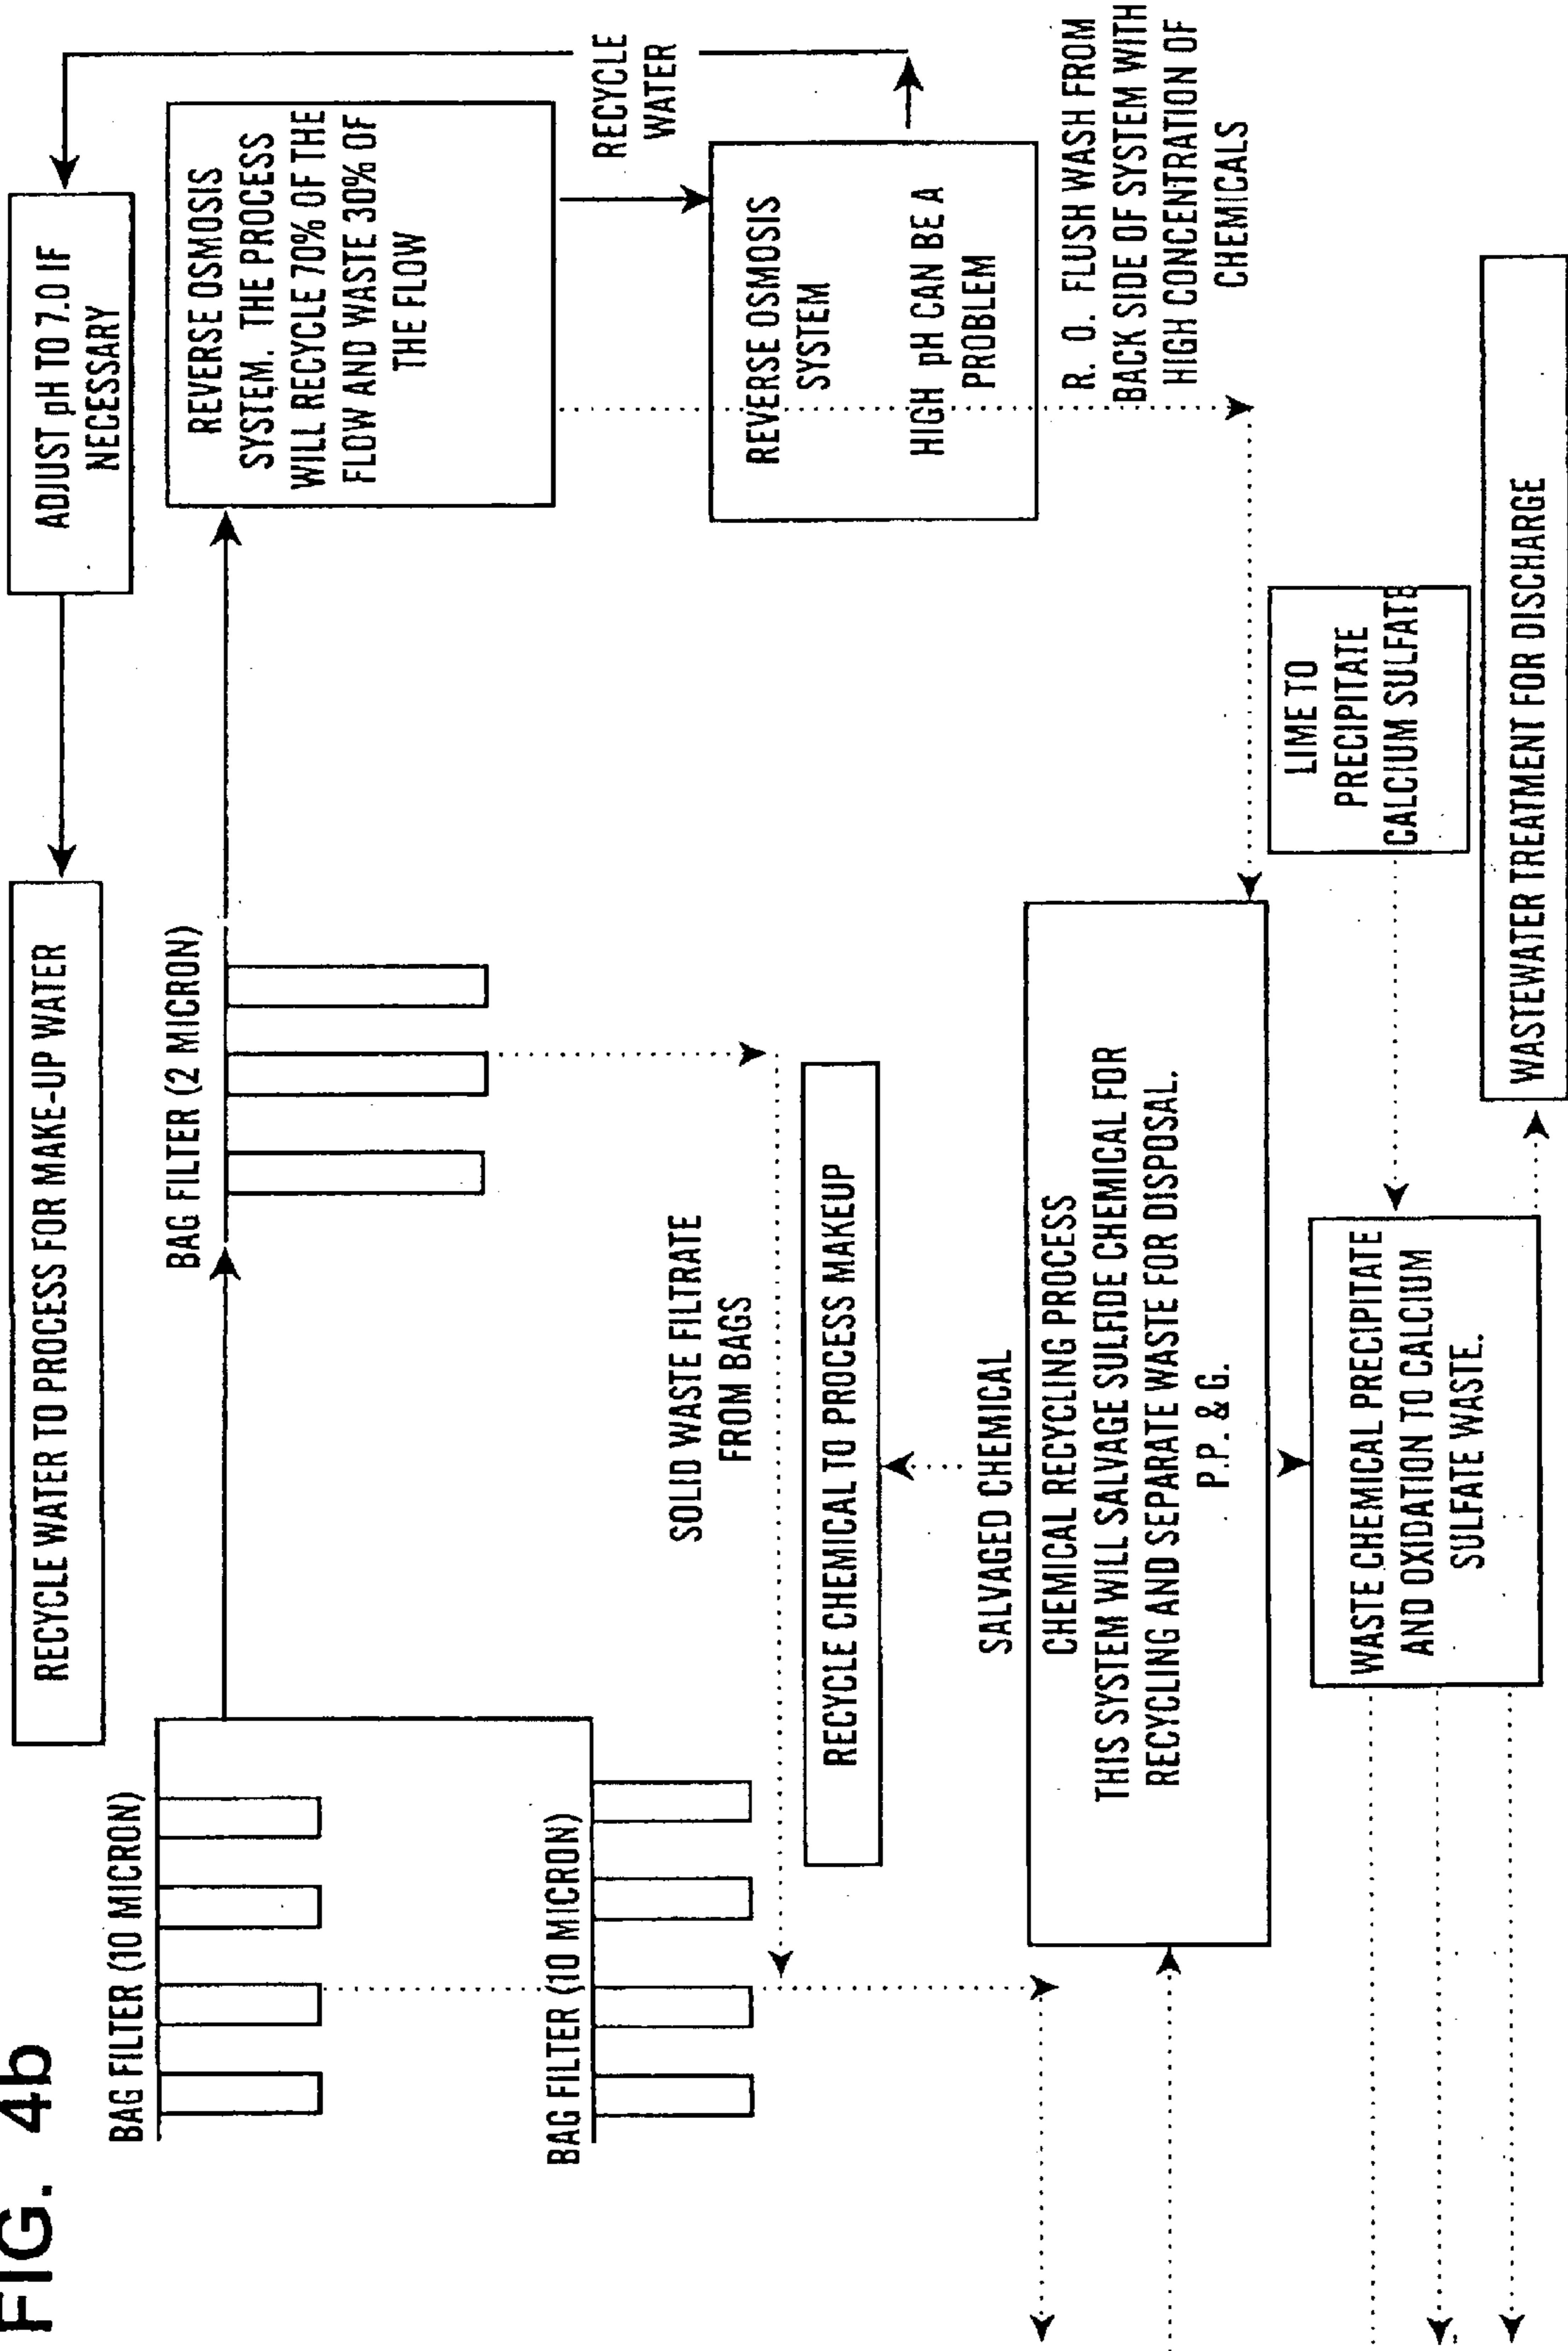 FIG. 4b
RECYCLE WATER TO PROCESS FOR MAKE-UP WATER
ADJUST pH TO 7.0 IF
NECESSARY
BAG FILTER (10 MICRON)
BAG FILTER (2 MICRON)
REVERSE OSMOSIS
SYSTEM. THE PROCESS
WILL RECYCLE 70% OF THE
FLOW AND WASTE 30% OF
THE FLOW
RECYCLE
WATER
BAG FILTER (10 MICRON)
SOLID WASTE FILTRATE
FROM BAGS
REVERSE OSMOSIS
SYSTEM
HIGH pH CAN BE A
PROBLEM
RECYCLE CHEMICAL TO PROCESS MAKEUP
SALVAGED CHEMICAL
R. O. FLUSH WASH FROM
BACK SIDE OF SYSTEM WITH
HIGH CONCENTRATION OF
CHEMICALS
CHEMICAL RECYCLING PROCESS
THIS SYSTEM WILL SALVAGE SULFIDE CHEMICAL FOR
RECYCLING AND SEPARATE WASTE FOR DISPOSAL.
P.P. & G.
LIME TO
PRECIPITATE
CALCIUM SULFATE
WASTE CHEMICAL PRECIPITATE
AND OXIDATION TO CALCIUM
SULFATE WASTE.
WASTEWATER TREATMENT FOR DISCHARGE